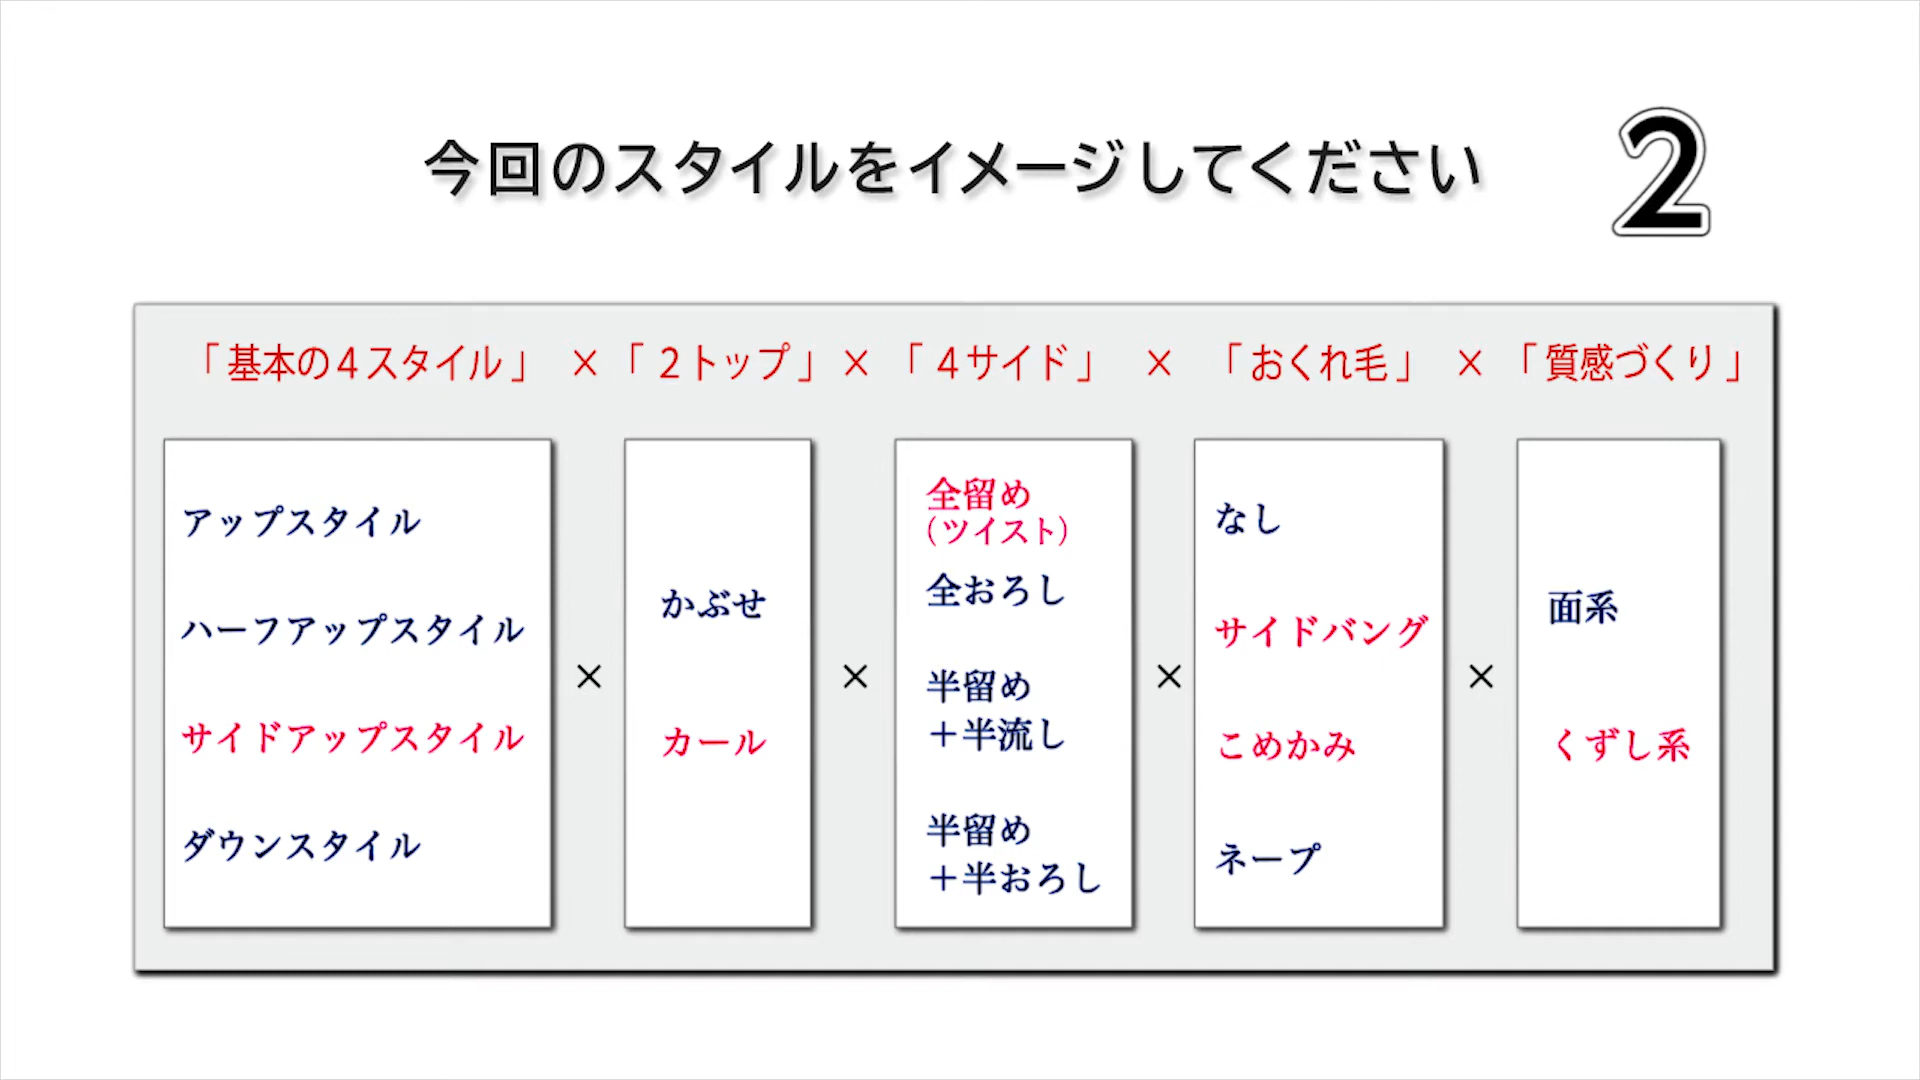 今回のスタイルをイメージしてください
2
「基本の4スタイル」 ×「2トップ」×「4サイド」 × 「おくれ毛」 ×「質感づくり」
アップスタイル
ハーフアップスタイル
サイドアップスタイル
ダウンスタイル
×
かぶせ
カール
×
全留め
(ツイスト)
全おろし
半留め
＋半流し
半留め
＋半おろし
×
なし
サイドバング
こめかみ
ネープ
×
面系
くずし系